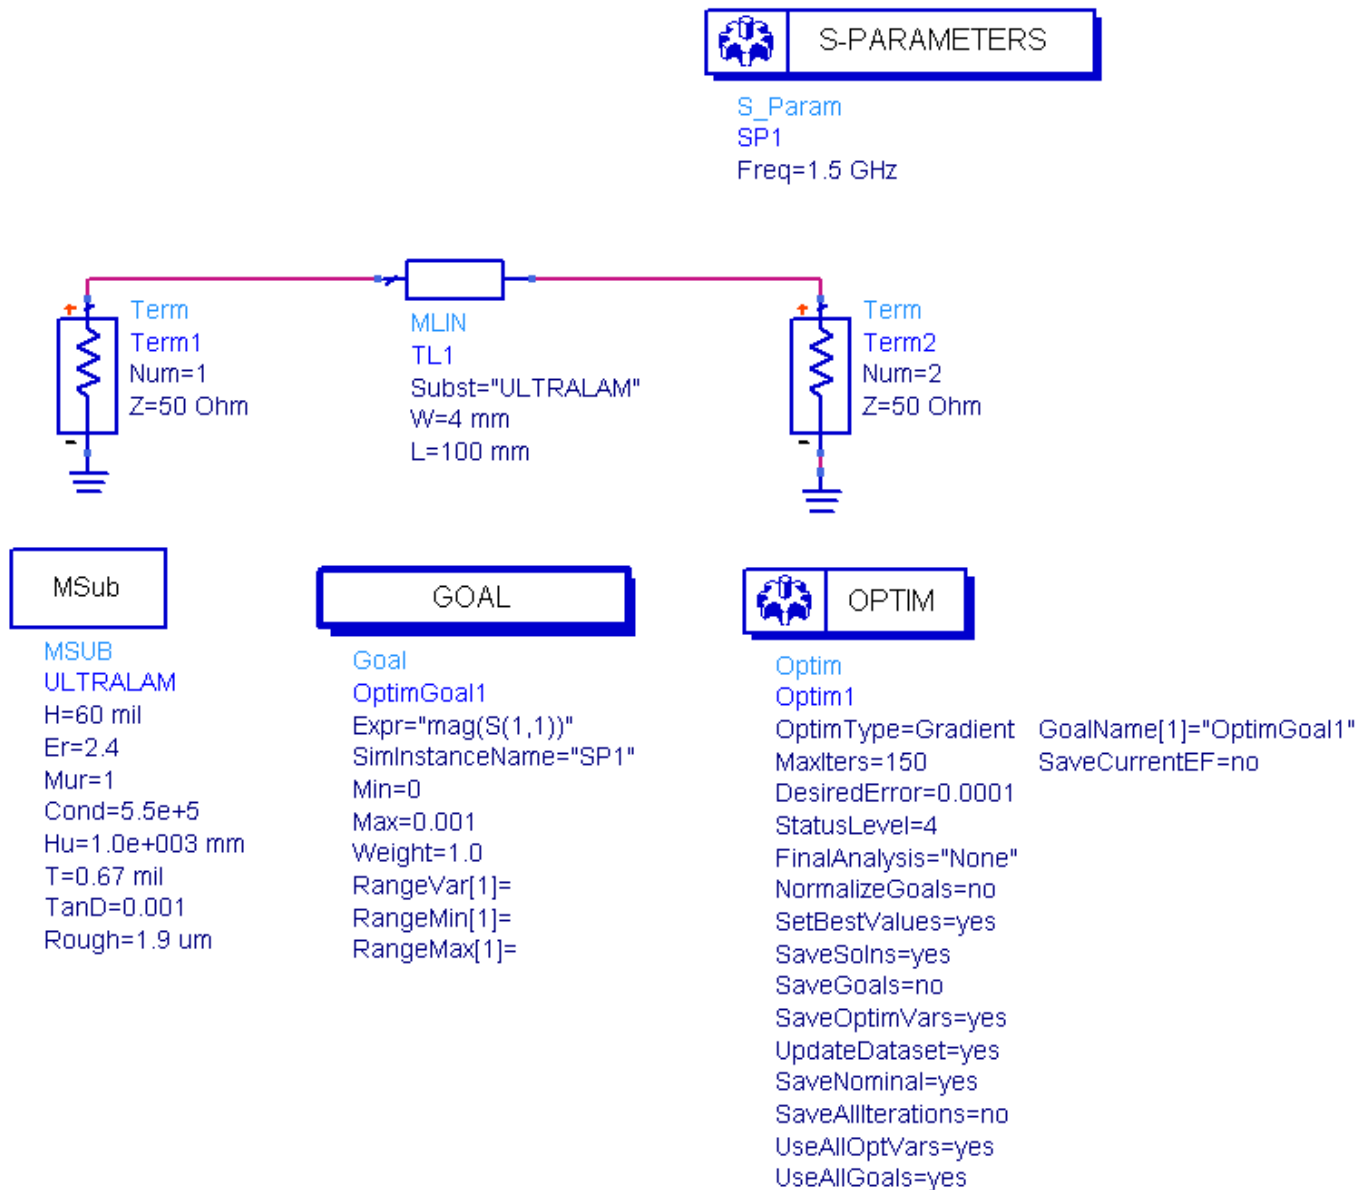 S-PARAMETERS
S_Param
SP1
Freq=1.5 GHz
Term
Term1
Num=1
Z=50 Ohm
MLIN
TL1
Subst="ULTRALAM"
W=4 mm
L=100 mm
Term
Term2
Num=2
Z=50 Ohm
MSub
MSUB
ULTRALAM
H=60 mil
Er=2.4
Mur=1
Cond=5.5e+5
Hu=1.0e+003 mm
T=0.67 mil
TanD=0.001
Rough=1.9 um
GOAL
Goal
OptimGoal1
Expr="mag(S(1,1))"
SimInstanceName="SP1"
Min=0
Max=0.001
Weight=1.0
RangeVar[1]=
RangeMin[1]=
RangeMax[1]=
OPTIM
Optim
Optim1
OptimType=Gradient GoalName[1]="OptimGoal1"
MaxIters=150 SaveCurrentEF=no
DesiredError=0.0001
StatusLevel=4
FinalAnalysis="None"
NormalizeGoals=no
SetBestValues=yes
SaveSolns=yes
SaveGoals=no
SaveOptimVars=yes
UpdateDataset=yes
SaveNominal=yes
SaveAllIterations=no
UseAllOptVars=yes
UseAllGoals=yes